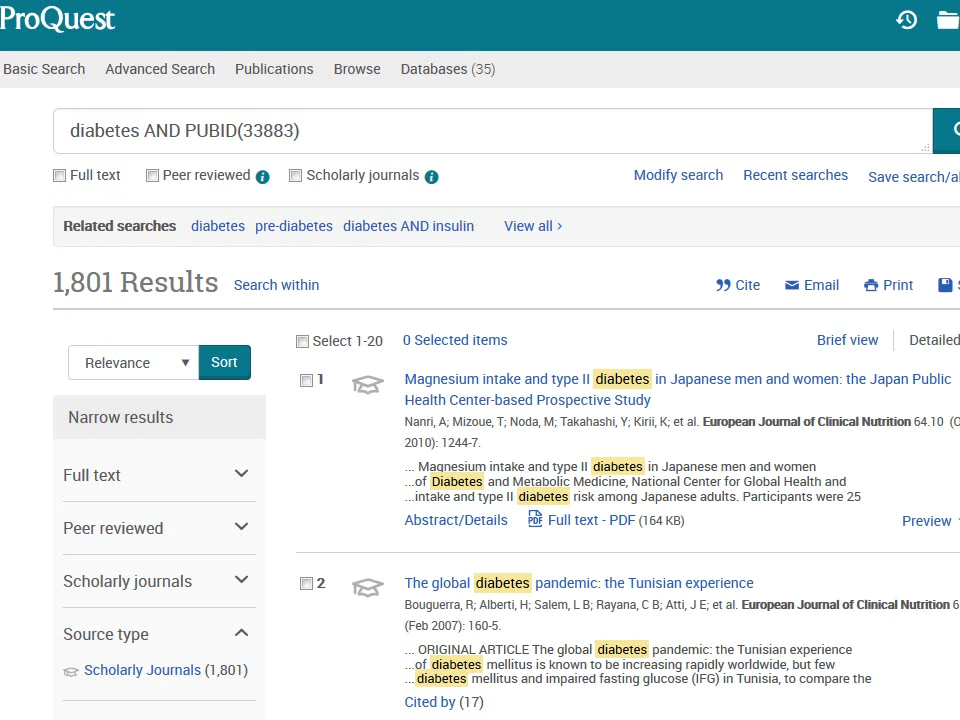 ProQuest
Basic Search Advanced Search Publications Browse Databases (35)
diabetes AND PUBID(33883)
Full text Peer reviewed i Scholarly journals i Modify search Recent searches Save search/al
Related searches diabetes pre-diabetes diabetes AND insulin View all ›
1,801 Results Search within Cite Email Print S
Select 1-20 0 Selected items Brief view Detailed
Relevance Sort
1 Magnesium intake and type II diabetes in Japanese men and women: the Japan Public
Health Center-based Prospective Study
Narrow results
Nanri, A; Mizoue, T; Noda, M; Takahashi, Y; Kirii, K; et al. European Journal of Clinical Nutrition 64.10 (O
2010): 1244-7.
Full text
... Magnesium intake and type II diabetes in Japanese men and women
...of Diabetes and Metabolic Medicine, National Center for Global Health and
...intake and type II diabetes risk among Japanese adults. Participants were 25
Peer reviewed
Abstract/Details PDF Full text - PDF (164 KB) Preview
Scholarly journals
2 The global diabetes pandemic: the Tunisian experience
Bouguerra, R; Alberti, H; Salem, L B; Rayana, C B; Atti, J E; et al. European Journal of Clinical Nutrition 6
(Feb 2007): 160-5.
Source type
... ORIGINAL ARTICLE The global diabetes pandemic: the Tunisian experience
...of diabetes mellitus is known to be increasing rapidly worldwide, but few
...diabetes mellitus and impaired fasting glucose (IFG) in Tunisia, to compare the
Scholarly Journals (1,801)
Cited by (17)